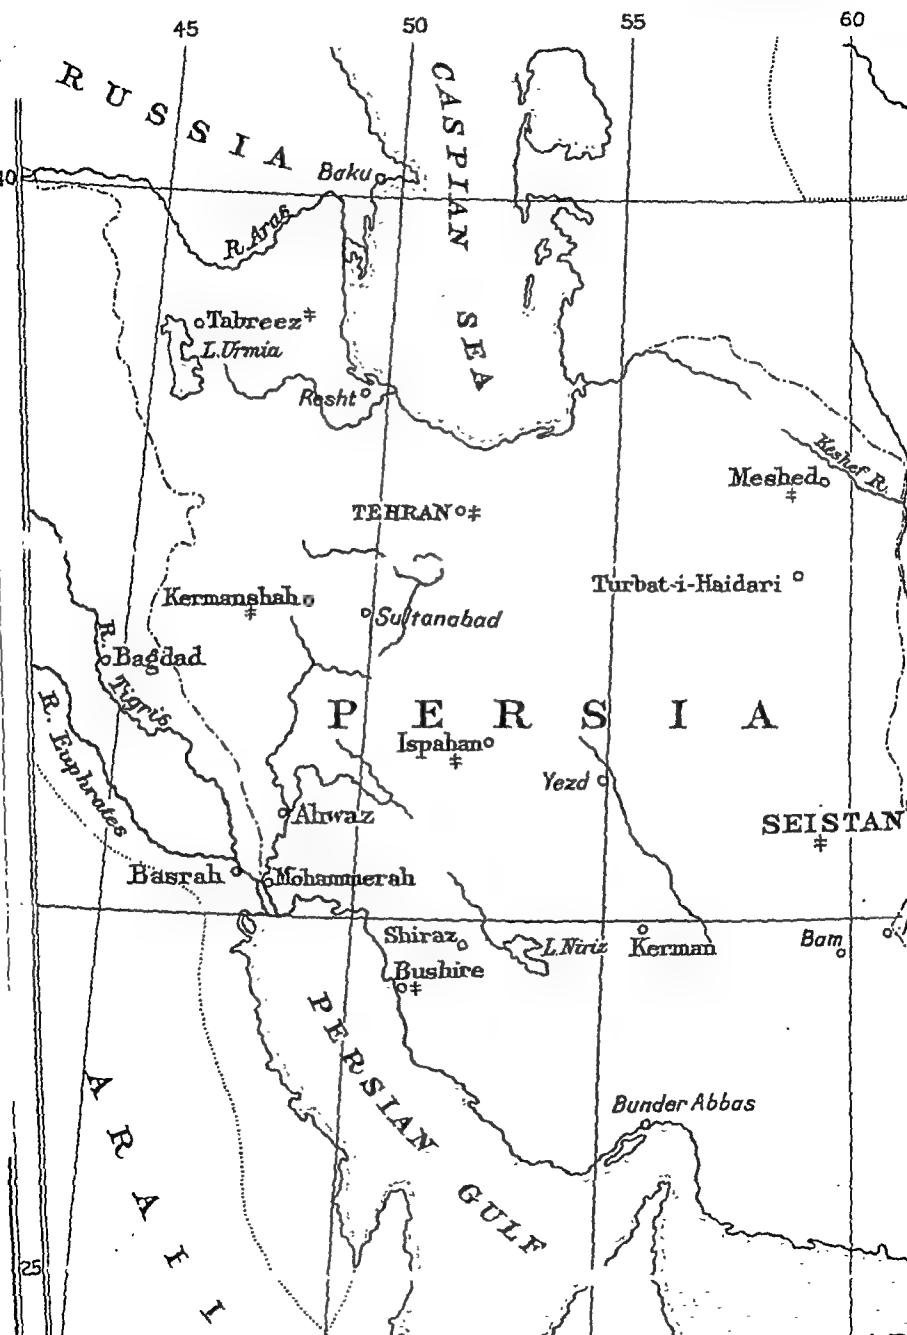 45
50
55
60
RUSSIA
CASPIAN SEA
40
Baku
R. Aras
Tabreez‡
L. Urmia
Resht
Keshef R.
Meshed
‡
TEHRAN ‡
Turbat-i-Haidari
Kermanshah
‡
Sultanabad
R. Tigris
Bagdad
PERSIA
R. Euphrates
Ispahan
‡
Yezd
Ahwaz
SEISTAN
‡
Basrah
Mohammerah
Shiraz
L. Niriz
Kerman
Bam
Bushire
‡
PERSIAN GULF
ARAI
Bunder Abbas
25